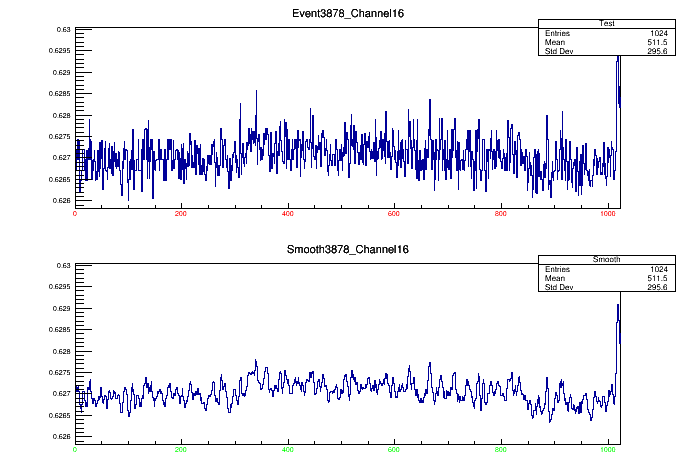 Event3878_Channel16
Test
Entries 1024
Mean 511.5
Std Dev 295.6
0.63
0.6295
0.629
0.6285
0.628
0.6275
0.627
0.6265
0.626
0 200 400 600 800 1000
Smooth3878_Channel16
Smooth
Entries 1024
Mean 511.5
Std Dev 295.6
0.63
0.6295
0.629
0.6285
0.628
0.6275
0.627
0.6265
0.626
0 200 400 600 800 1000